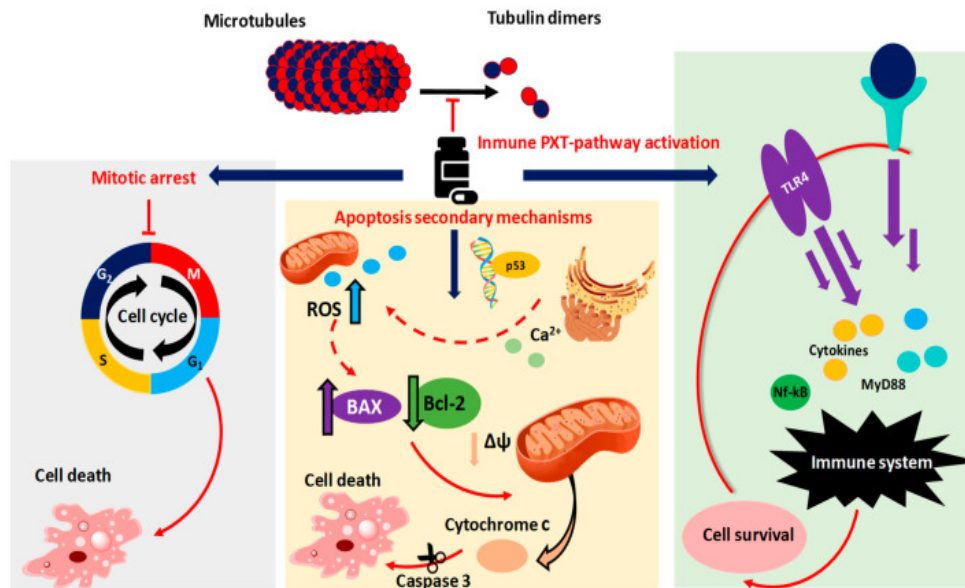 Microtubules
Tubulin dimers
Inmune PXT-pathway activation
Mitotic arrest
G₂
M
Cell cycle
S
G₁
Cell death
Apoptosis secondary mechanisms
p53
ROS
Ca²⁺
BAX
Bcl-2
Δψ
Cell death
Cytochrome c
Caspase 3
TLR4
Cytokines
MyD88
Nf-kB
Immune system
Cell survival